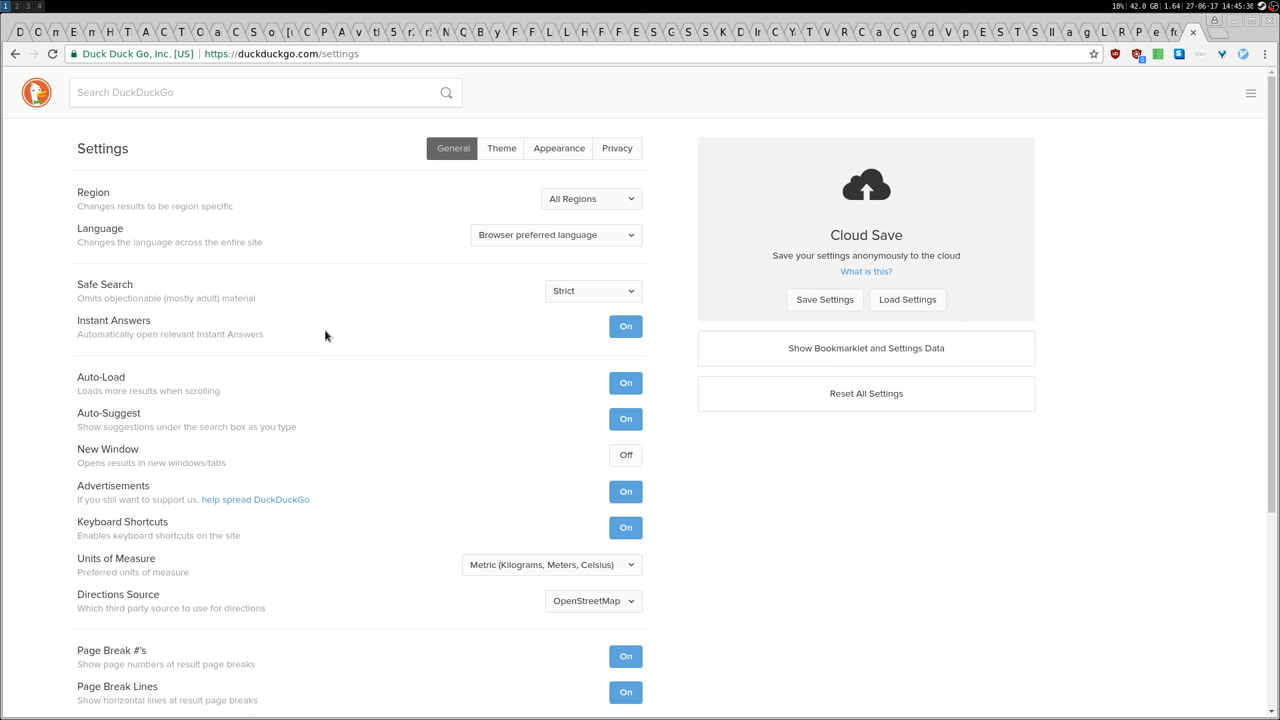 1 2 3 4
18% | 42.0 GB | 1.64 | 27-06-17 14:45:30
Duck Duck Go, Inc. [US] https://duckduckgo.com/settings
Search DuckDuckGo
Settings
General Theme Appearance Privacy
Region
Changes results to be region specific
All Regions
Language
Changes the language across the entire site
Browser preferred language
Safe Search
Omits objectionable (mostly adult) material
Strict
Instant Answers
Automatically open relevant Instant Answers
On
Auto-Load
Loads more results when scrolling
On
Auto-Suggest
Show suggestions under the search box as you type
On
New Window
Opens results in new windows/tabs
Off
Advertisements
If you still want to support us, help spread DuckDuckGo
On
Keyboard Shortcuts
Enables keyboard shortcuts on the site
On
Units of Measure
Preferred units of measure
Metric (Kilograms, Meters, Celsius)
Directions Source
Which third party source to use for directions
OpenStreetMap
Page Break #'s
Show page numbers at result page breaks
On
Page Break Lines
Show horizontal lines at result page breaks
On
Cloud Save
Save your settings anonymously to the cloud
What is this?
Save Settings Load Settings
Show Bookmarklet and Settings Data
Reset All Settings